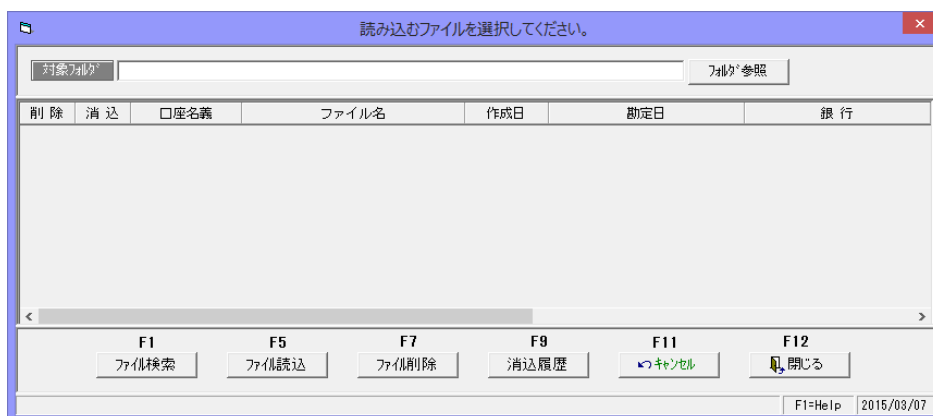 読み込むファイルを選択してください。
対象ﾌｫﾙﾀﾞ ﾌｫﾙﾀﾞ参照
削 除 消 込 口座名義 ファイル名 作成日 勘定日 銀 行
F1 F5 F7 F9 F11 F12
ﾌｧｲﾙ検索 ﾌｧｲﾙ読込 ﾌｧｲﾙ削除 消込履歴 ｷｬﾝｾﾙ 閉じる
F1=Help 2015/03/07